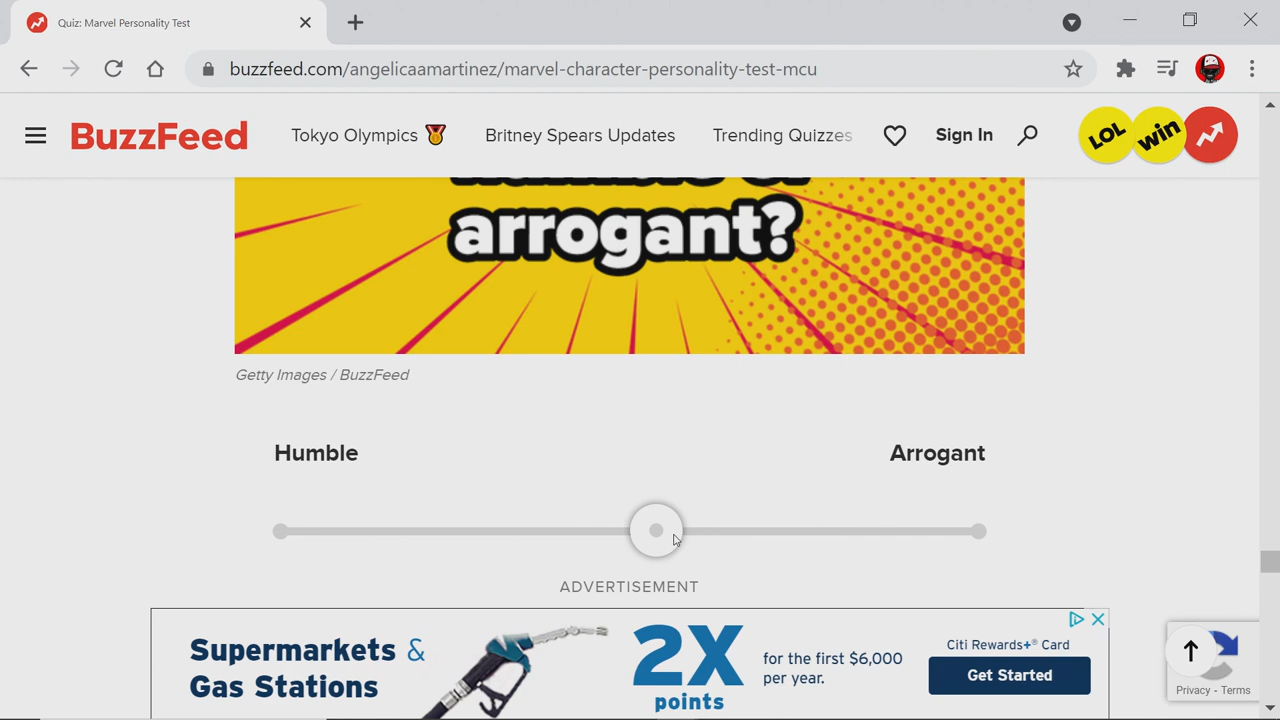 Quiz: Marvel Personality Test
buzzfeed.com/angelicaamartinez/marvel-character-personality-test-mcu
BuzzFeed
Tokyo Olympics
Britney Spears Updates
Trending Quizzes
Sign In
LOL
win
arrogant?
Getty Images / BuzzFeed
Humble
Arrogant
ADVERTISEMENT
Supermarkets &
Gas Stations
2X
points
for the first $6,000
per year.
Citi Rewards+® Card
Get Started
Privacy - Terms